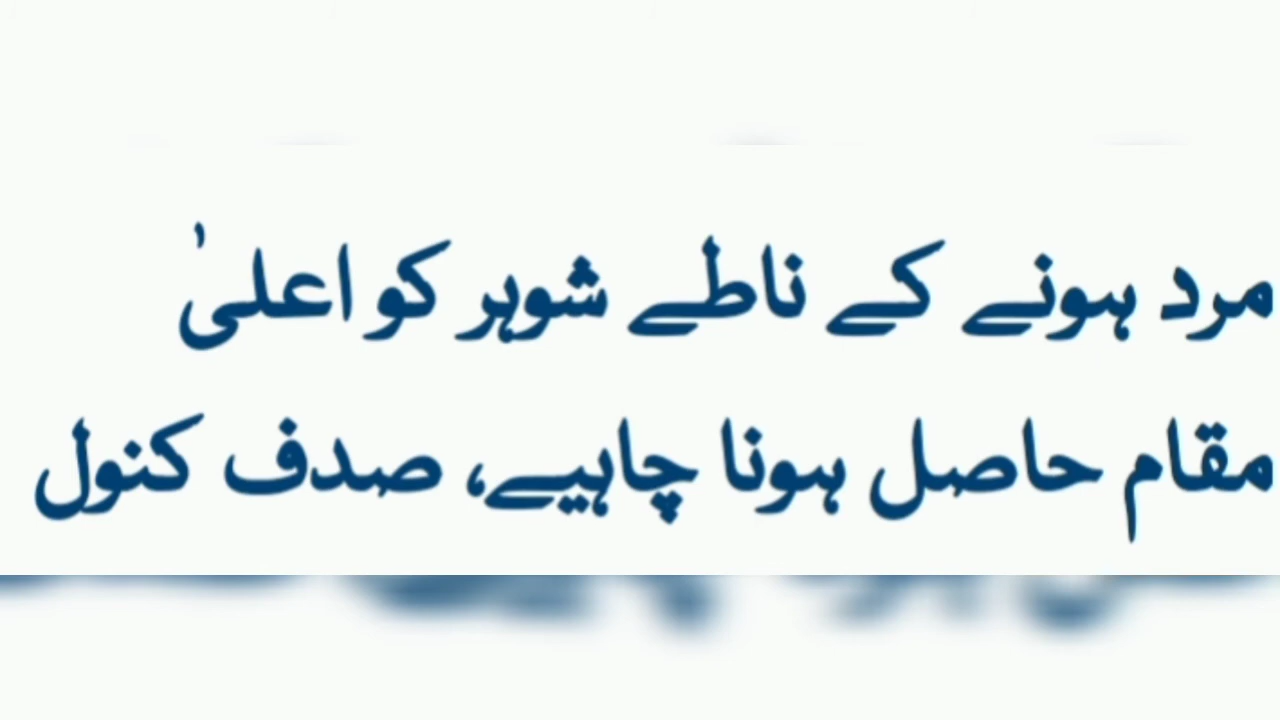 مرد ہونے کے ناطے شوہر کو اعلیٰ
مقام حاصل ہونا چاہیے، صدف کنول